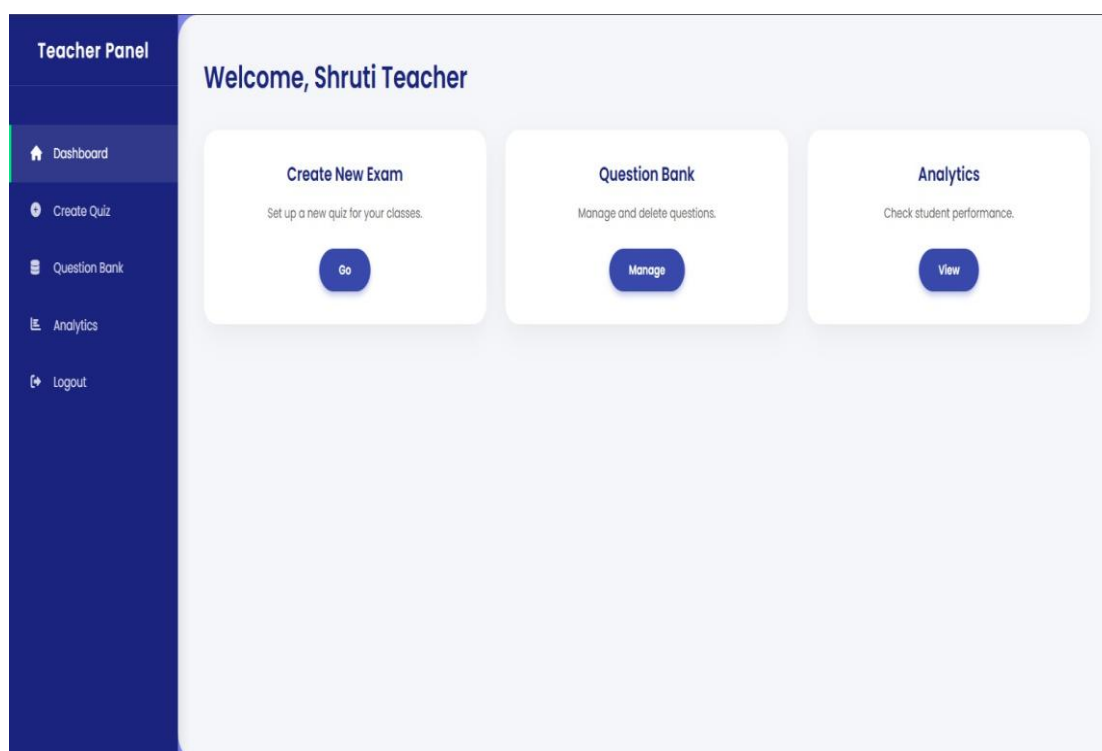 Teacher Panel
Dashboard
Create Quiz
Question Bank
Analytics
Logout
Welcome, Shruti Teacher
Create New Exam
Set up a new quiz for your classes.
Go
Question Bank
Manage and delete questions.
Manage
Analytics
Check student performance.
View